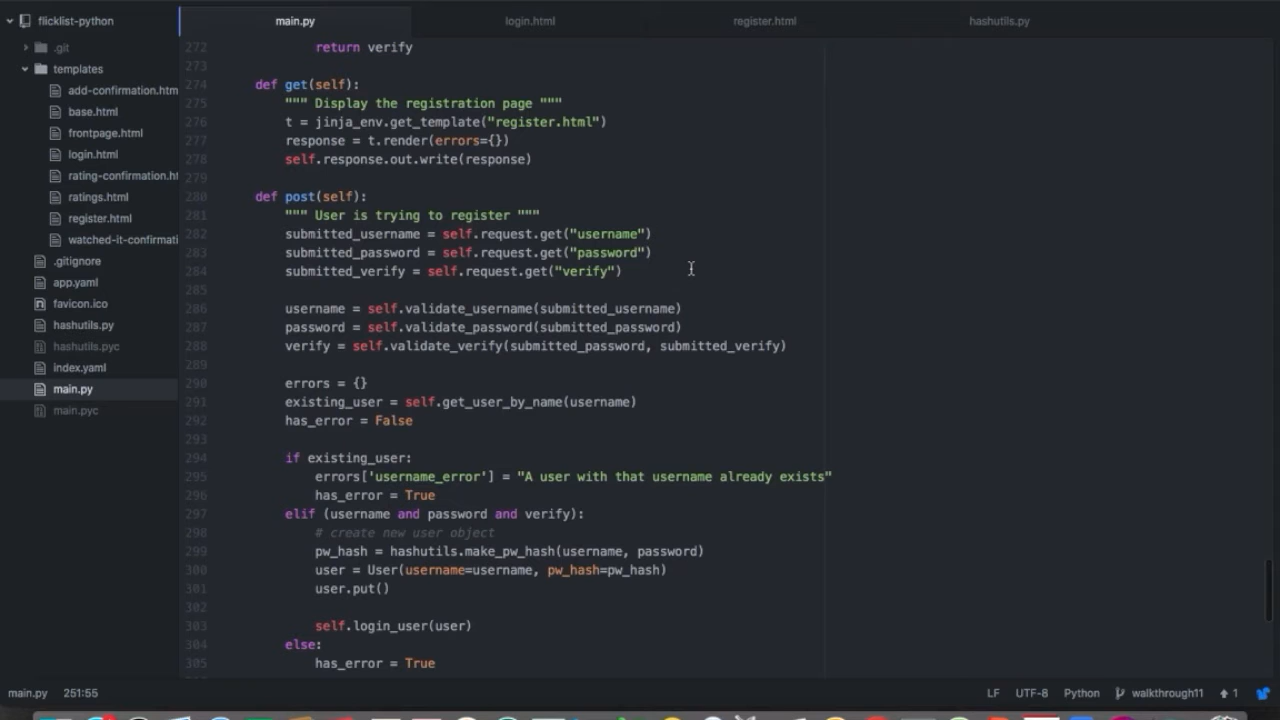 flicklist-python
.git
templates
add-confirmation.htm
base.html
frontpage.html
login.html
rating-confirmation.ht
ratings.html
register.html
watched-it-confirmati
.gitignore
app.yaml
favicon.ico
hashutils.py
hashutils.pyc
index.yaml
main.py
main.pyc
main.py login.html register.html hashutils.py
272 return verify
273
274 def get(self):
275 """ Display the registration page """
276 t = jinja_env.get_template("register.html")
277 response = t.render(errors={})
278 self.response.out.write(response)
279
280 def post(self):
281 """ User is trying to register """
282 submitted_username = self.request.get("username")
283 submitted_password = self.request.get("password")
284 submitted_verify = self.request.get("verify")
285
286 username = self.validate_username(submitted_username)
287 password = self.validate_password(submitted_password)
288 verify = self.validate_verify(submitted_password, submitted_verify)
289
290 errors = {}
291 existing_user = self.get_user_by_name(username)
292 has_error = False
293
294 if existing_user:
295 errors['username_error'] = "A user with that username already exists"
296 has_error = True
297 elif (username and password and verify):
298 # create new user object
299 pw_hash = hashutils.make_pw_hash(username, password)
300 user = User(username=username, pw_hash=pw_hash)
301 user.put()
302
303 self.login_user(user)
304 else:
305 has_error = True
main.py 251:55 LF UTF-8 Python walkthrough11 1